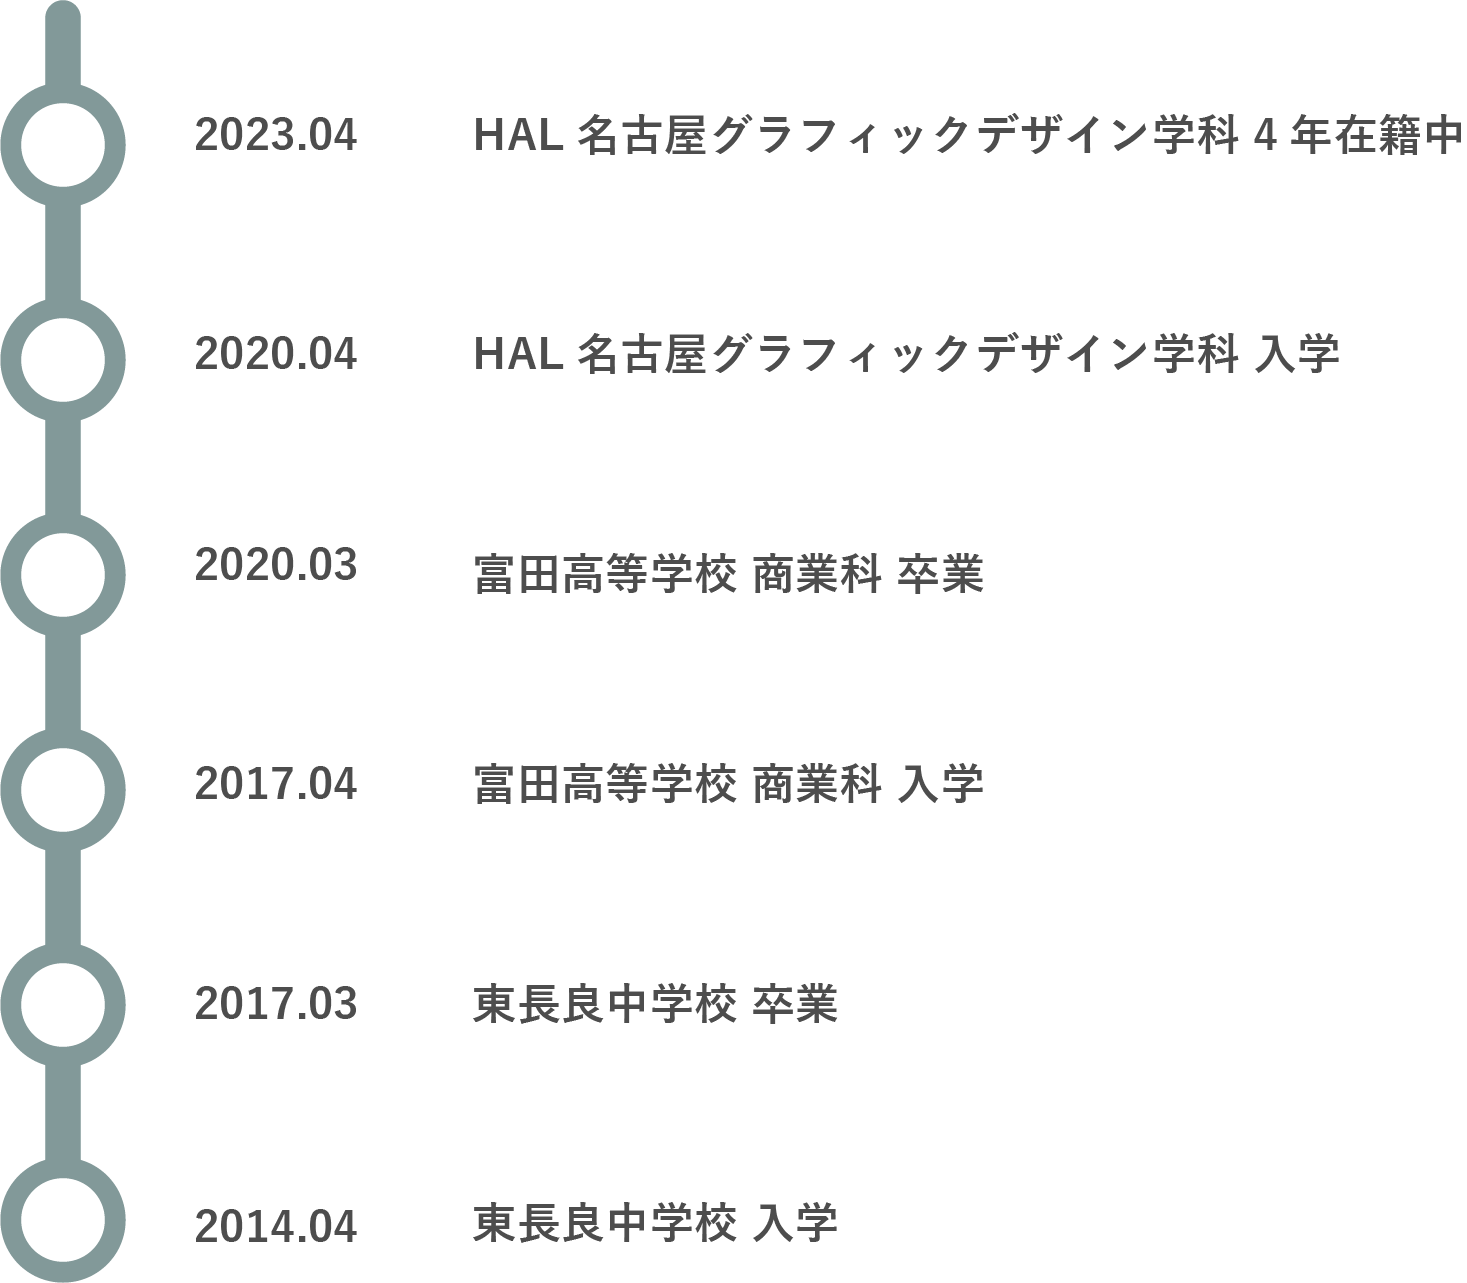 2023.04 HAL 名古屋グラフィックデザイン学科 4 年在籍中
2020.04 HAL 名古屋グラフィックデザイン学科 入学
2020.03 富田高等学校 商業科 卒業
2017.04 富田高等学校 商業科 入学
2017.03 東長良中学校 卒業
2014.04 東長良中学校 入学